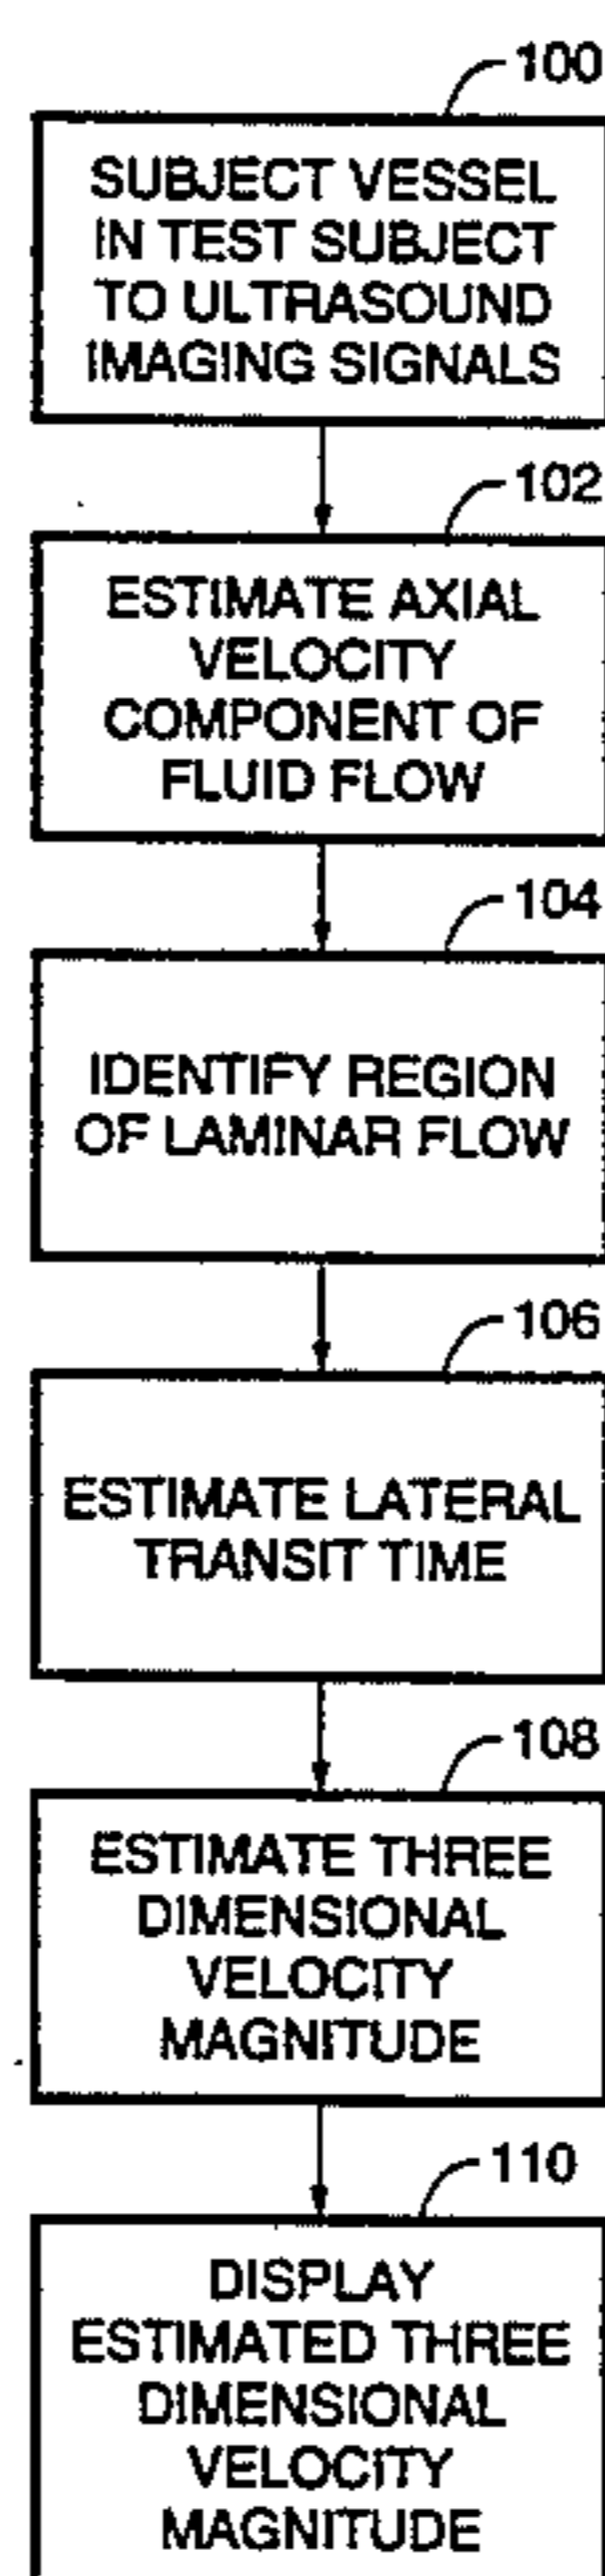 100
SUBJECT VESSEL
IN TEST SUBJECT
TO ULTRASOUND
IMAGING SIGNALS
102
ESTIMATE AXIAL
VELOCITY
COMPONENT OF
FLUID FLOW
104
IDENTIFY REGION
OF LAMINAR FLOW
106
ESTIMATE LATERAL
TRANSIT TIME
108
ESTIMATE THREE
DIMENSIONAL
VELOCITY
MAGNITUDE
110
DISPLAY
ESTIMATED THREE
DIMENSIONAL
VELOCITY
MAGNITUDE